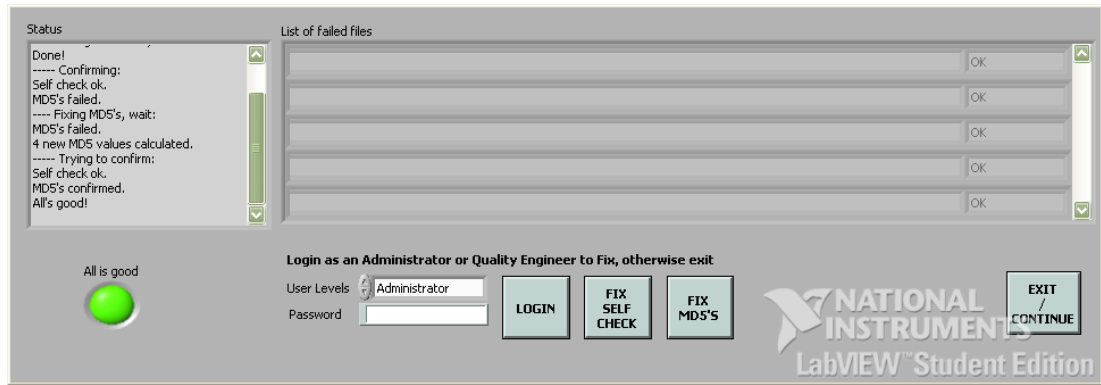 Status
Done!
----- Confirming:
Self check ok.
MD5's failed.
---- Fixing MD5's, wait:
MD5's failed.
4 new MD5 values calculated.
----- Trying to confirm:
Self check ok.
MD5's confirmed.
All's good!
List of failed files
OK
OK
OK
OK
OK
All is good
Login as an Administrator or Quality Engineer to Fix, otherwise exit
User Levels Administrator
Password
LOGIN
FIX
SELF
CHECK
FIX
MD5'S
NATIONAL
INSTRUMENTS
LabVIEW™ Student Edition
EXIT
/
CONTINUE